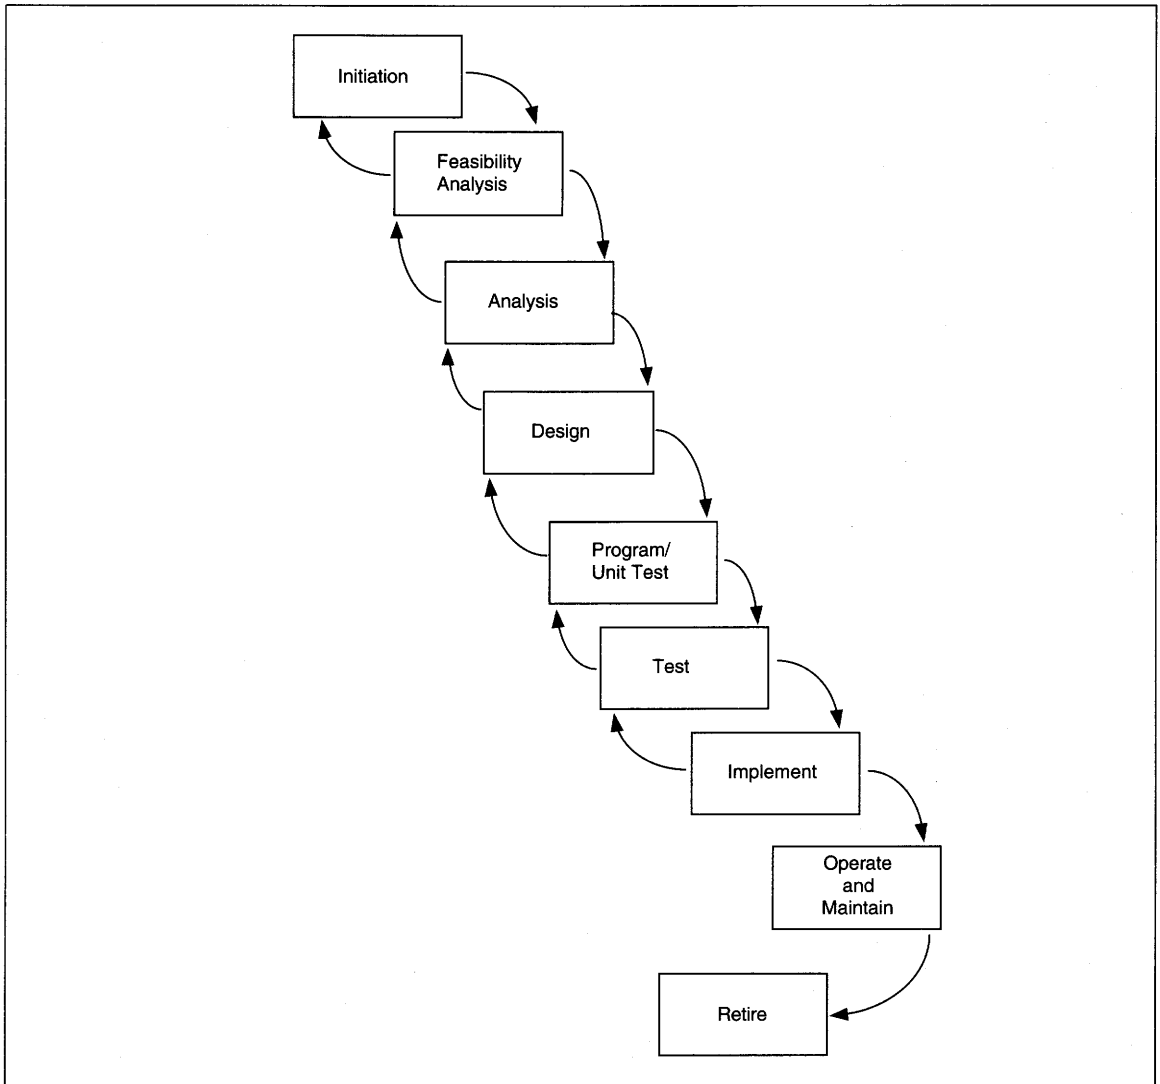 Initiation
Feasibility
Analysis
Analysis
Design
Program/
Unit Test
Test
Implement
Operate
and
Maintain
Retire